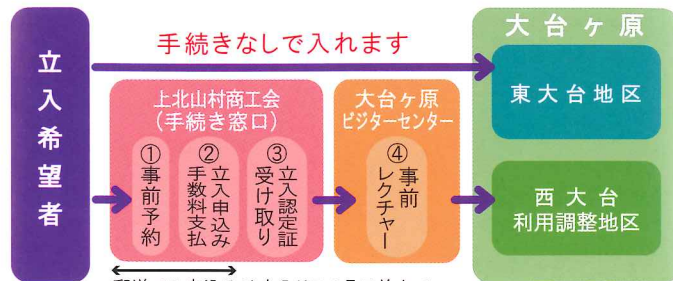 立入希望者
手続きなしで入れます
上北山村商工会
（手続き窓口）
①事前予約
②立入申込み
手数料支払
③立入認定証
受け取り
大台ヶ原
ビジターセンター
④事前
レクチャー
大台ヶ原
東大台地区
西大台
利用調整地区